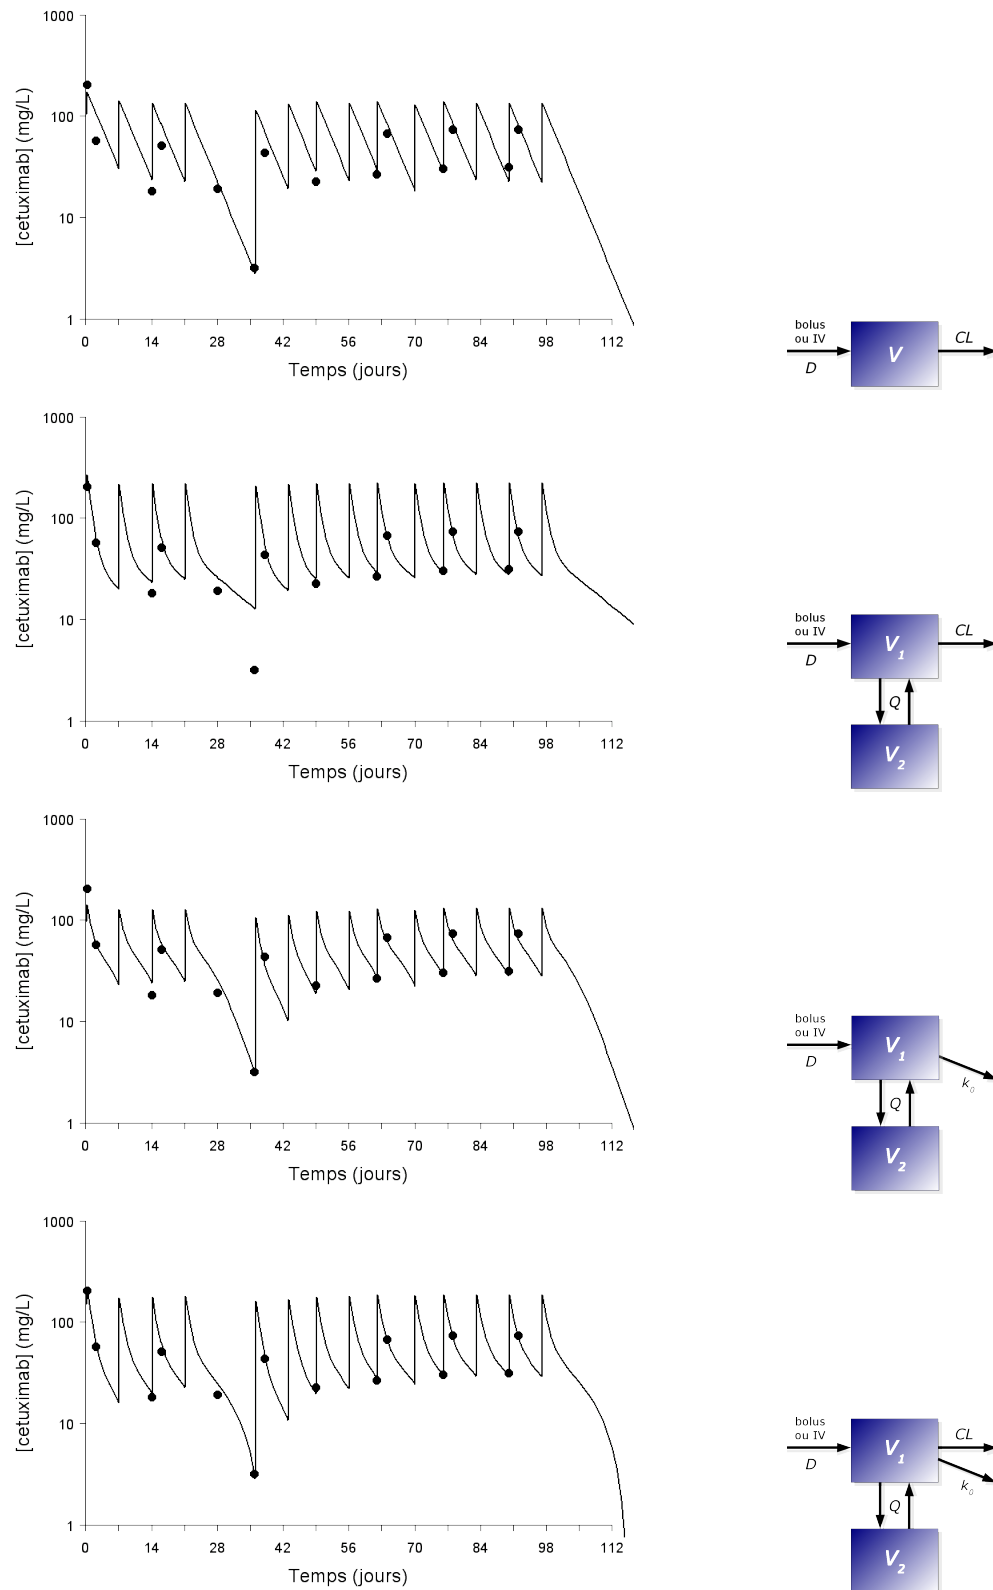 1000
100
10
1
[cetuximab] (mg/L)
0 14 28 42 56 70 84 98 112
Temps (jours)
bolus
ou IV
D
V
CL
1000
100
10
1
[cetuximab] (mg/L)
0 14 28 42 56 70 84 98 112
Temps (jours)
bolus
ou IV
D
V1
CL
Q
V2
1000
100
10
1
[cetuximab] (mg/L)
0 14 28 42 56 70 84 98 112
Temps (jours)
bolus
ou IV
D
V1
k0
Q
V2
1000
100
10
1
[cetuximab] (mg/L)
0 14 28 42 56 70 84 98 112
Temps (jours)
bolus
ou IV
D
V1
CL
k0
Q
V2